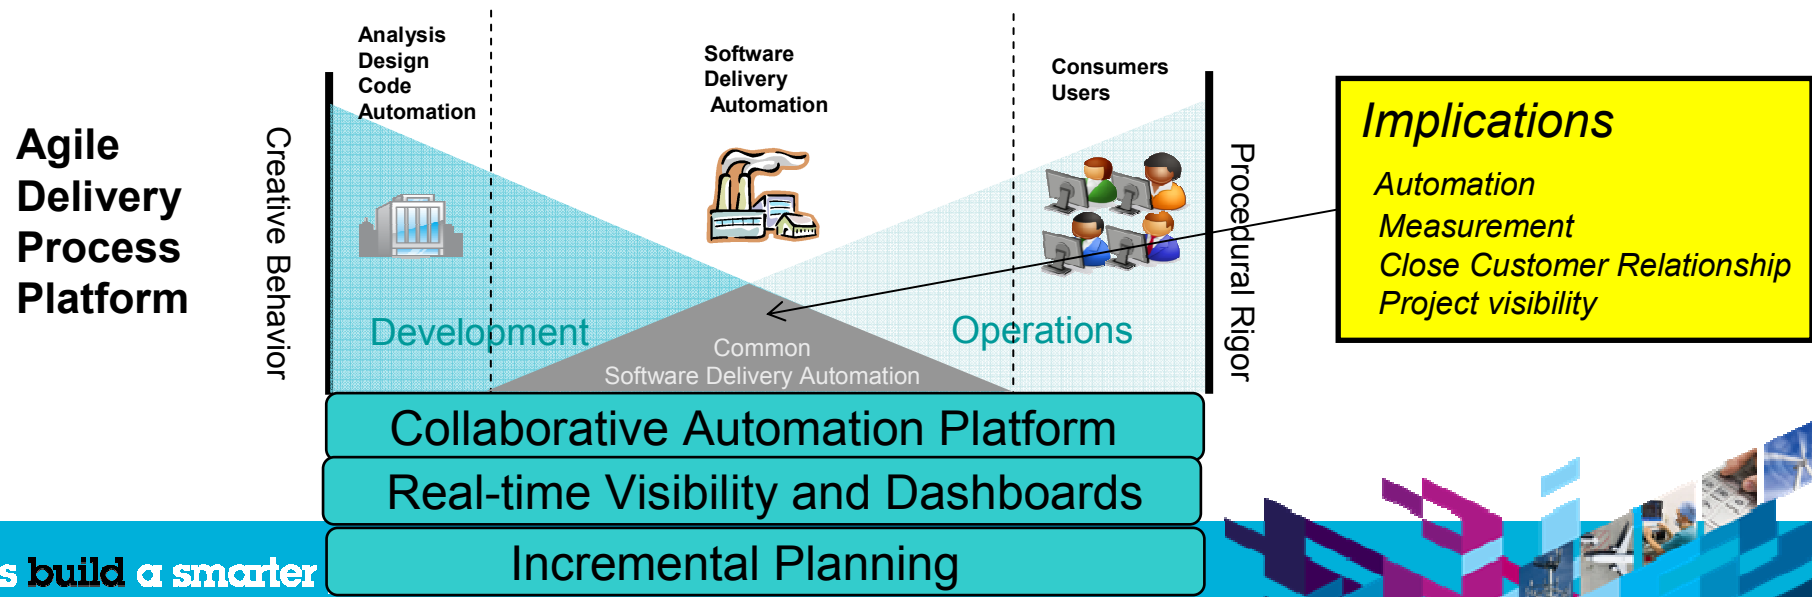 Agile
Delivery
Process
Platform
Creative Behavior
Analysis
Design
Code
Automation
Software
Delivery
Automation
Consumers
Users
Procedural Rigor
Development
Operations
Common
Software Delivery Automation
Implications
Automation
Measurement
Close Customer Relationship
Project visibility
Collaborative Automation Platform
Real-time Visibility and Dashboards
Incremental Planning
s build a smarter